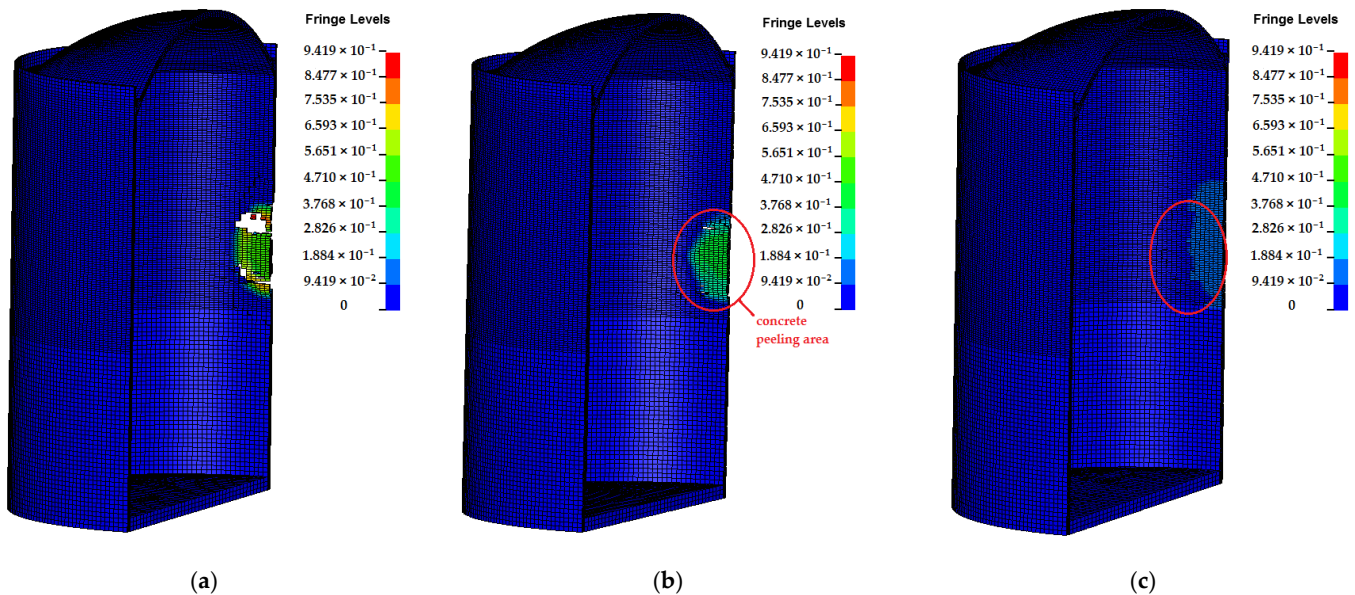 Fringe Levels
9.419 × 10⁻¹
8.477 × 10⁻¹
7.535 × 10⁻¹
6.593 × 10⁻¹
5.651 × 10⁻¹
4.710 × 10⁻¹
3.768 × 10⁻¹
2.826 × 10⁻¹
1.884 × 10⁻¹
9.419 × 10⁻²
0
(a)
Fringe Levels
9.419 × 10⁻¹
8.477 × 10⁻¹
7.535 × 10⁻¹
6.593 × 10⁻¹
5.651 × 10⁻¹
4.710 × 10⁻¹
3.768 × 10⁻¹
2.826 × 10⁻¹
1.884 × 10⁻¹
9.419 × 10⁻²
0
concrete
peeling area
(b)
Fringe Levels
9.419 × 10⁻¹
8.477 × 10⁻¹
7.535 × 10⁻¹
6.593 × 10⁻¹
5.651 × 10⁻¹
4.710 × 10⁻¹
3.768 × 10⁻¹
2.826 × 10⁻¹
1.884 × 10⁻¹
9.419 × 10⁻²
0
(c)